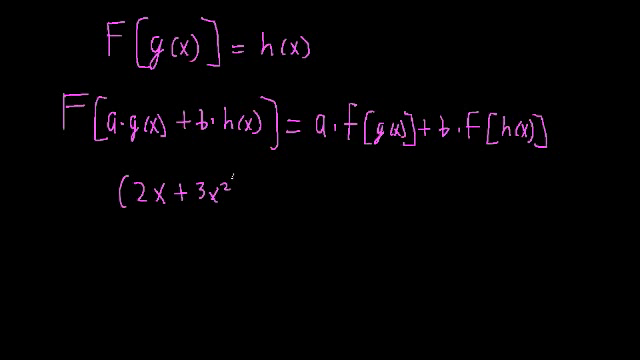 F[g(x)] = h(x)
F[a·g(x) + b·h(x)] = a·f[g(x)] + b·F[h(x)]
(2x + 3x²